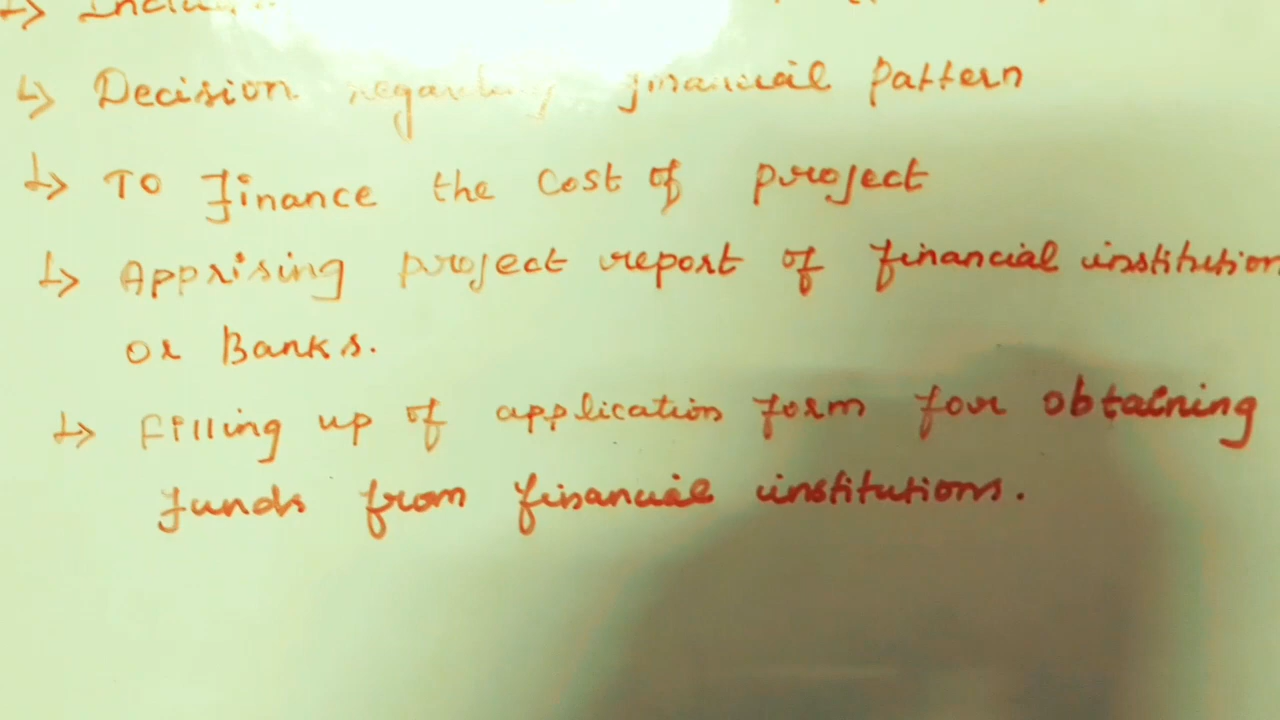 ↳ Decision regarding financial pattern
↳ TO Finance the cost of project
↳ Apprising project report of financial institution
or Banks.
↳ Filling up of application form for obtaining
funds from financial institutions.